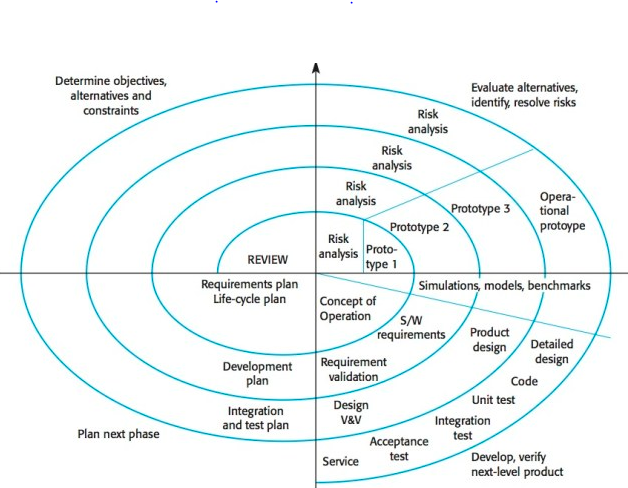 Determine objectives,
alternatives and
constraints
Evaluate alternatives,
identify, resolve risks
Risk
analysis
Risk
analysis
Risk
analysis
Opera-
tional
protoype
Prototype 3
Prototype 2
Risk
analysis
Proto-
type 1
REVIEW
Requirements plan
Life-cycle plan
Simulations, models, benchmarks
Concept of
Operation
S/W
requirements
Product
design
Detailed
design
Requirement
validation
Development
plan
Code
Unit test
Design
V&V
Integration
and test plan
Integration
test
Acceptance
test
Plan next phase
Service
Develop, verify
next-level product